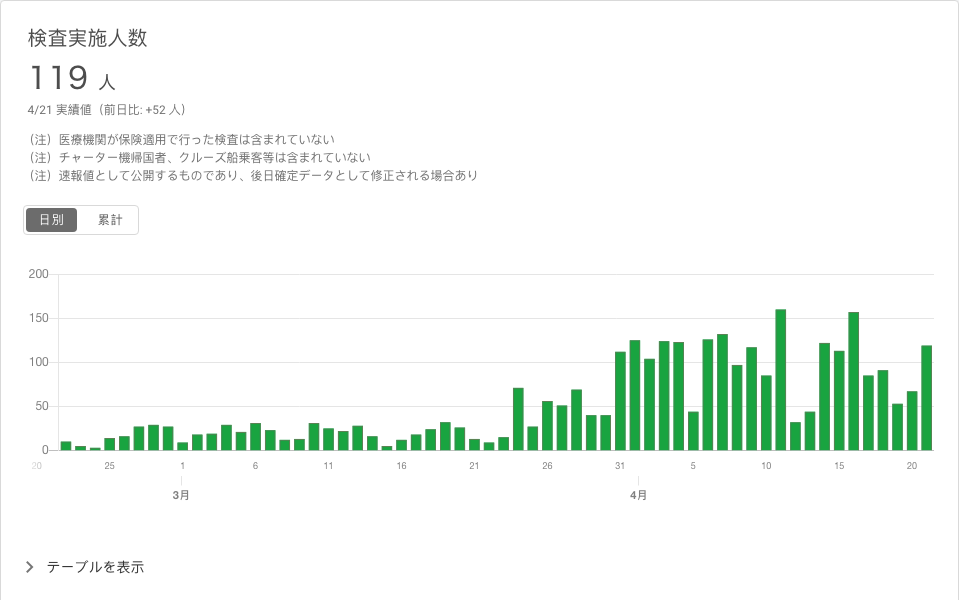 検査実施人数
119 人
4/21 実績値（前日比: +52 人）
（注）医療機関が保険適用で行った検査は含まれていない
（注）チャーター機帰国者、クルーズ船乗客等は含まれていない
（注）速報値として公開するものであり、後日確定データとして修正される場合あり
日別 累計
200
150
100
50
0
20 25 1 6 11 16 21 26 31 5 10 15 20
3月 4月
テーブルを表示